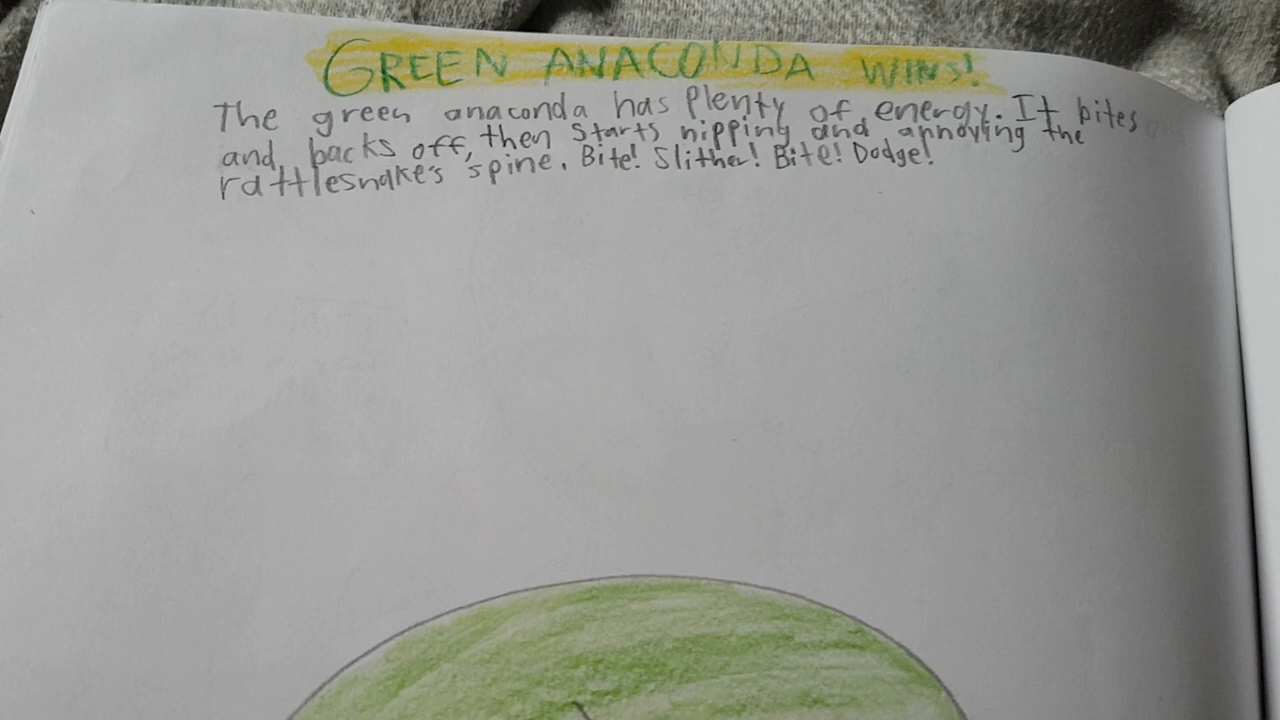 GREEN ANACONDA WINS!
The green anaconda has plenty of energy. It bites
and backs off, then starts nipping and annoying the
rattlesnake's spine. Bite! Slither! Bite! Dodge!